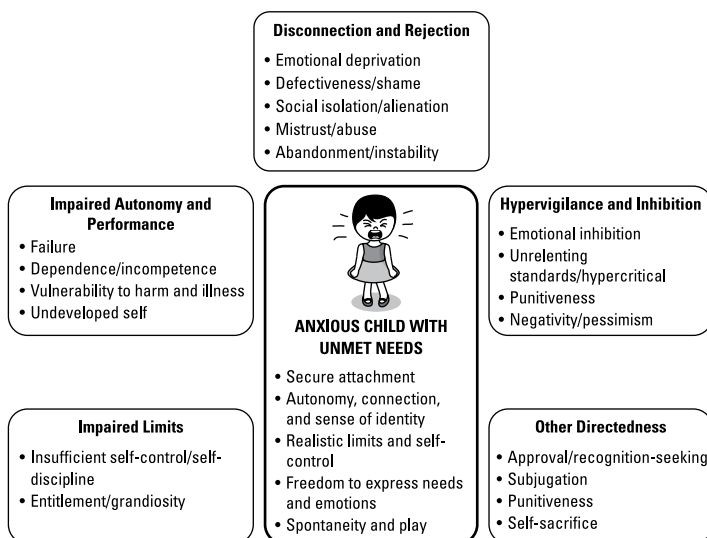 Disconnection and Rejection
• Emotional deprivation
• Defectiveness/shame
• Social isolation/alienation
• Mistrust/abuse
• Abandonment/instability
Impaired Autonomy and
Performance
• Failure
• Dependence/incompetence
• Vulnerability to harm and illness
• Undeveloped self
Hypervigilance and Inhibition
• Emotional inhibition
• Unrelenting
standards/hypercritical
• Punitiveness
• Negativity/pessimism
ANXIOUS CHILD WITH
UNMET NEEDS
• Secure attachment
• Autonomy, connection,
and sense of identity
• Realistic limits and self-
control
• Freedom to express needs
and emotions
• Spontaneity and play
Impaired Limits
• Insufficient self-control/self-
discipline
• Entitlement/grandiosity
Other Directedness
• Approval/recognition-seeking
• Subjugation
• Punitiveness
• Self-sacrifice